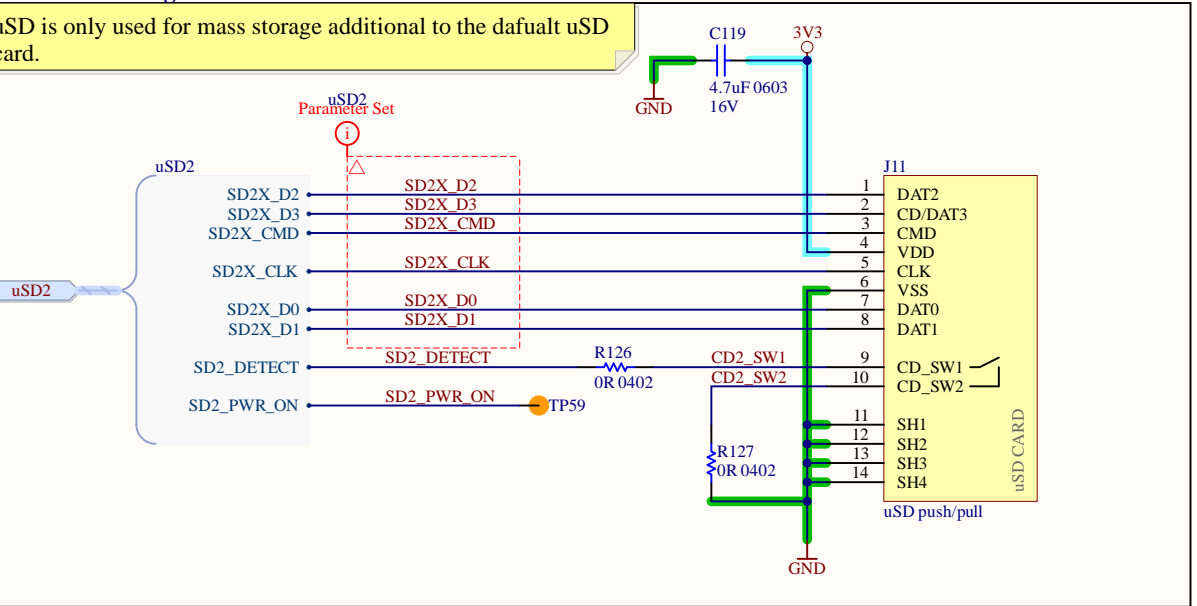 uSD is only used for mass storage additional to the dafualt uSD
card.
C119
3V3
4.7uF 0603
16V
GND
uSD2
Parameter Set
i
uSD2
J11
SD2X_D2
SD2X_D2
1
DAT2
SD2X_D3
SD2X_D3
2
CD/DAT3
SD2X_CMD
SD2X_CMD
3
CMD
4
VDD
SD2X_CLK
SD2X_CLK
5
CLK
uSD2
6
VSS
SD2X_D0
SD2X_D0
7
DAT0
SD2X_D1
SD2X_D1
8
DAT1
SD2_DETECT
SD2_DETECT
R126
0R 0402
CD2_SW1
9
CD_SW1
CD2_SW2
10
CD_SW2
SD2_PWR_ON
SD2_PWR_ON
TP59
11
SH1
12
SH2
13
SH3
14
SH4
R127
0R 0402
uSD CARD
uSD push/pull
GND